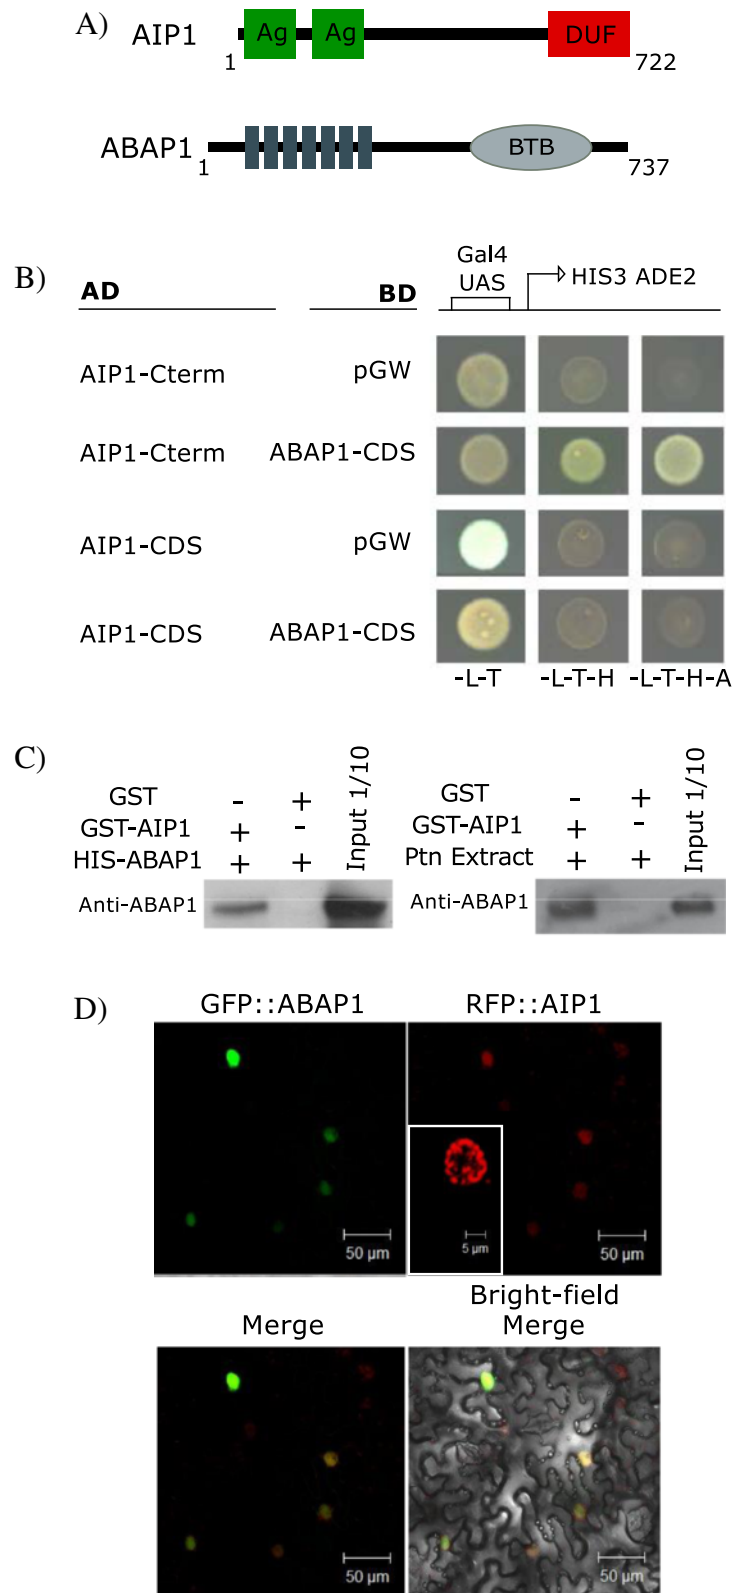 A)
AIP1
Ag
Ag
DUF
1
722
ABAP1
BTB
1
737
B)
Gal4
UAS
HIS3 ADE2
AD
BD
AIP1-Cterm
pGW
AIP1-Cterm
ABAP1-CDS
AIP1-CDS
pGW
AIP1-CDS
ABAP1-CDS
-L-T
-L-T-H
-L-T-H-A
C)
GST - +
GST-AIP1 + -
HIS-ABAP1 + +
Input 1/10
Anti-ABAP1
GST - +
GST-AIP1 + -
Ptn Extract + +
Input 1/10
Anti-ABAP1
D)
GFP::ABAP1
RFP::AIP1
50 µm
5 µm
50 µm
Merge
Bright-field
Merge
50 µm
50 µm